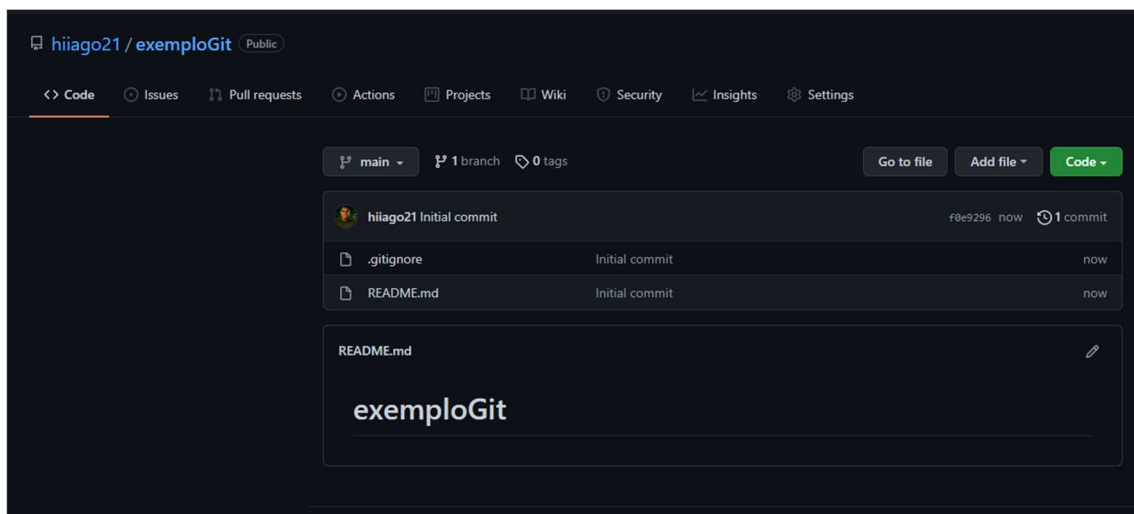 hiiago21 / exemploGit Public
Code Issues Pull requests Actions Projects Wiki Security Insights Settings
main 1 branch 0 tags Go to file Add file Code
hiiago21 Initial commit f0e9296 now 1 commit
.gitignore Initial commit now
README.md Initial commit now
README.md
exemploGit